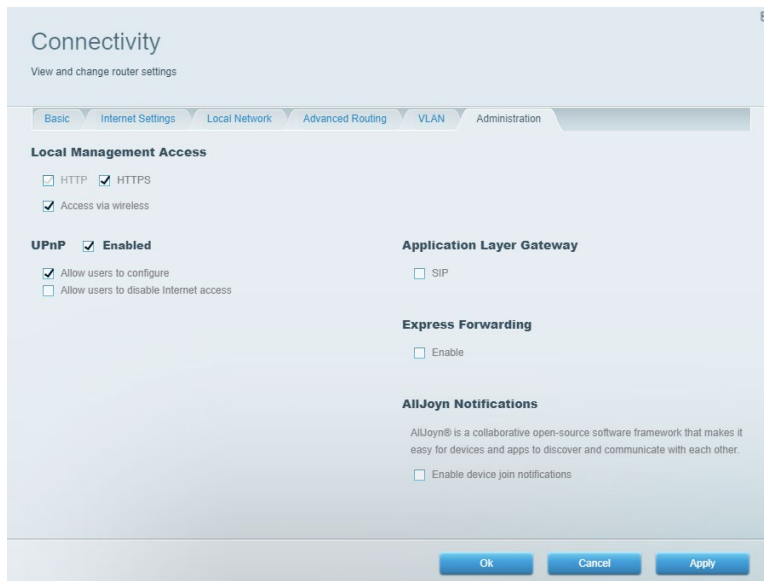 Connectivity
View and change router settings
Basic
Internet Settings
Local Network
Advanced Routing
VLAN
Administration
Local Management Access
HTTP HTTPS
Access via wireless
UPnP Enabled
Allow users to configure
Allow users to disable Internet access
Application Layer Gateway
SIP
Express Forwarding
Enable
AllJoyn Notifications
AllJoyn® is a collaborative open-source software framework that makes it
easy for devices and apps to discover and communicate with each other.
Enable device join notifications
Ok
Cancel
Apply